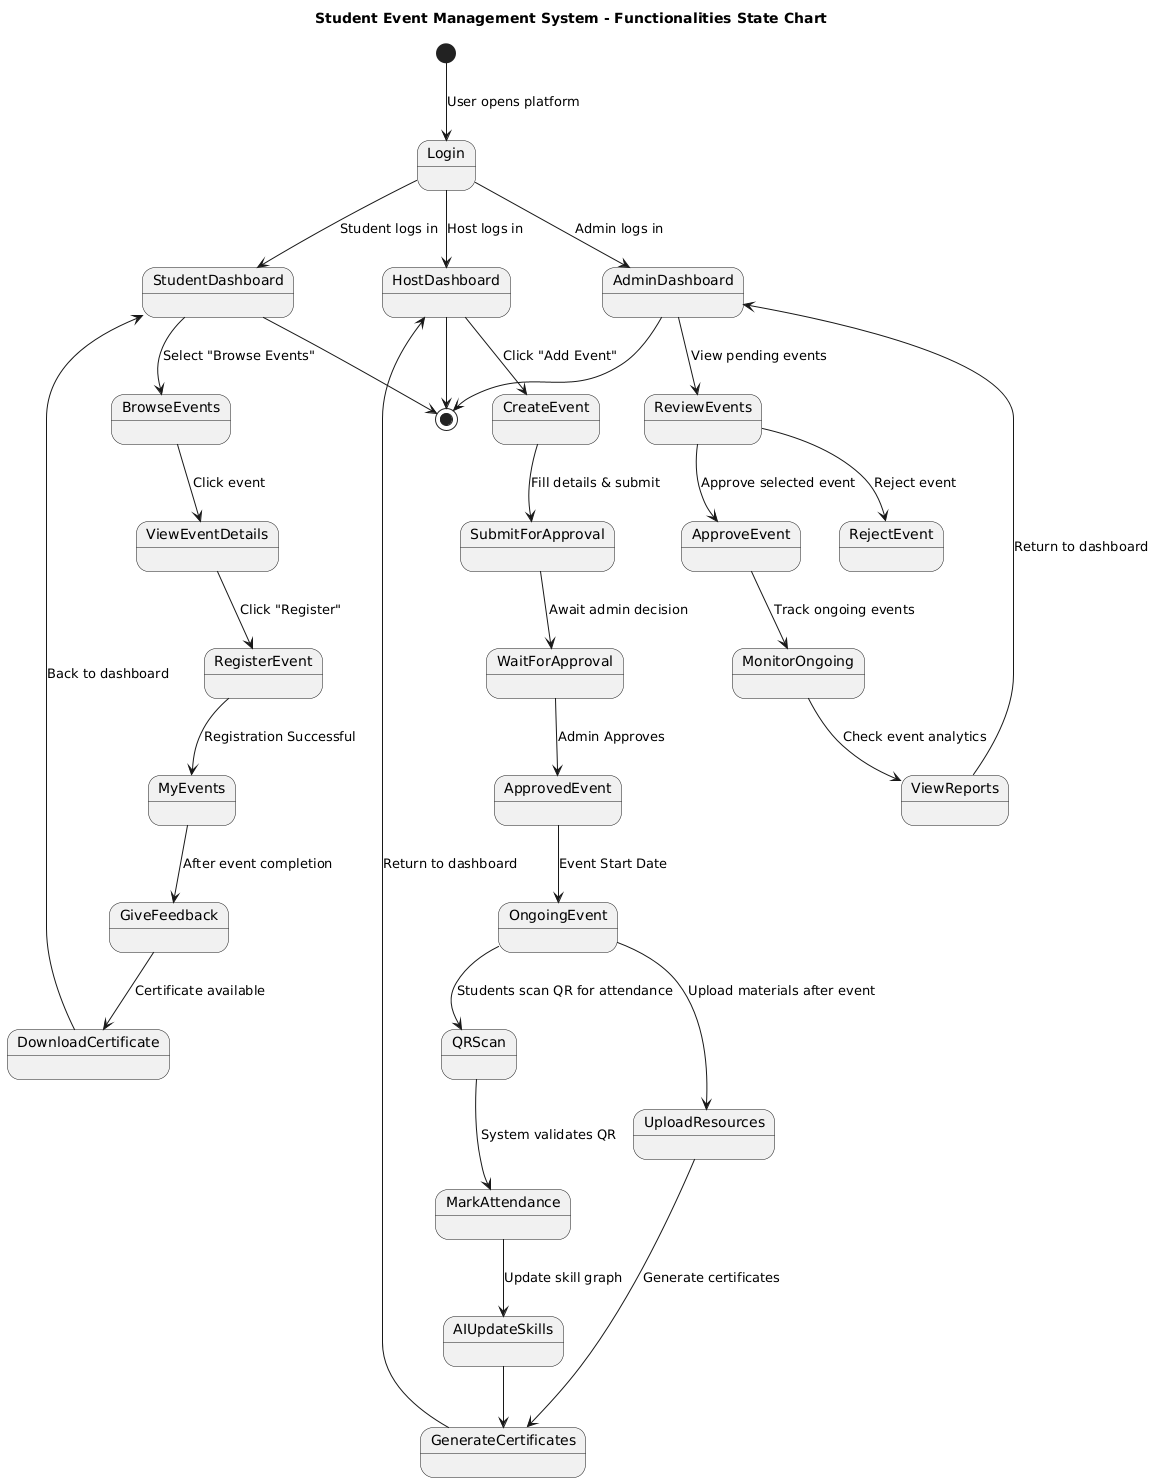 Student Event Management System - Functionalities State Chart
User opens platform
Login
Student logs in
Host logs in
Admin logs in
StudentDashboard
HostDashboard
AdminDashboard
Select "Browse Events"
Click "Add Event"
View pending events
BrowseEvents
CreateEvent
ReviewEvents
Click event
Fill details & submit
Approve selected event
Reject event
ViewEventDetails
SubmitForApproval
ApproveEvent
RejectEvent
Return to dashboard
Click "Register"
Await admin decision
Track ongoing events
RegisterEvent
WaitForApproval
MonitorOngoing
Back to dashboard
Registration Successful
Admin Approves
Check event analytics
MyEvents
ApprovedEvent
ViewReports
After event completion
Return to dashboard
Event Start Date
GiveFeedback
OngoingEvent
Certificate available
Students scan QR for attendance
Upload materials after event
DownloadCertificate
QRScan
UploadResources
System validates QR
MarkAttendance
Update skill graph
Generate certificates
AIUpdateSkills
GenerateCertificates